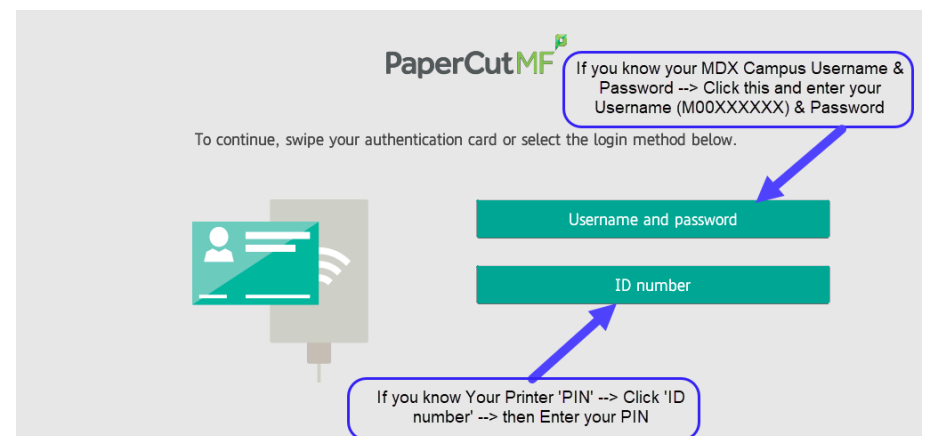 PaperCutMF
If you know your MDX Campus Username &
Password --> Click this and enter your
Username (M00XXXXXX) & Password
To continue, swipe your authentication card or select the login method below.
Username and password
ID number
If you know Your Printer 'PIN' --> Click 'ID
number' --> then Enter your PIN